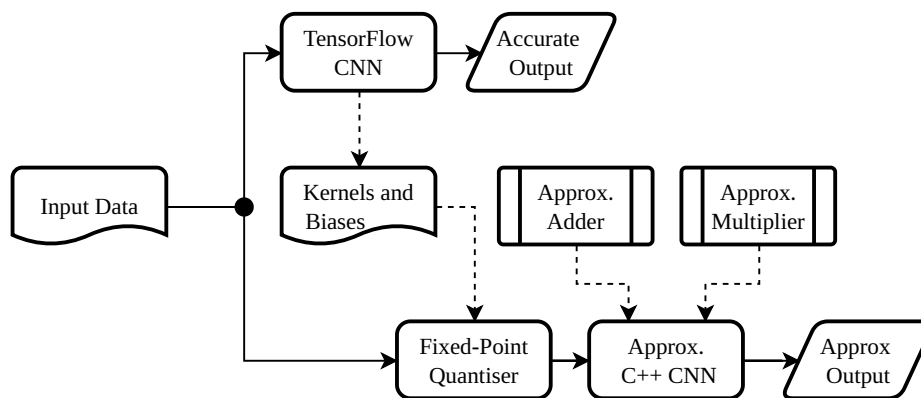 TensorFlow
CNN
Accurate
Output
Input Data
Kernels and
Biases
Approx.
Adder
Approx.
Multiplier
Fixed-Point
Quantiser
Approx.
C++ CNN
Approx
Output